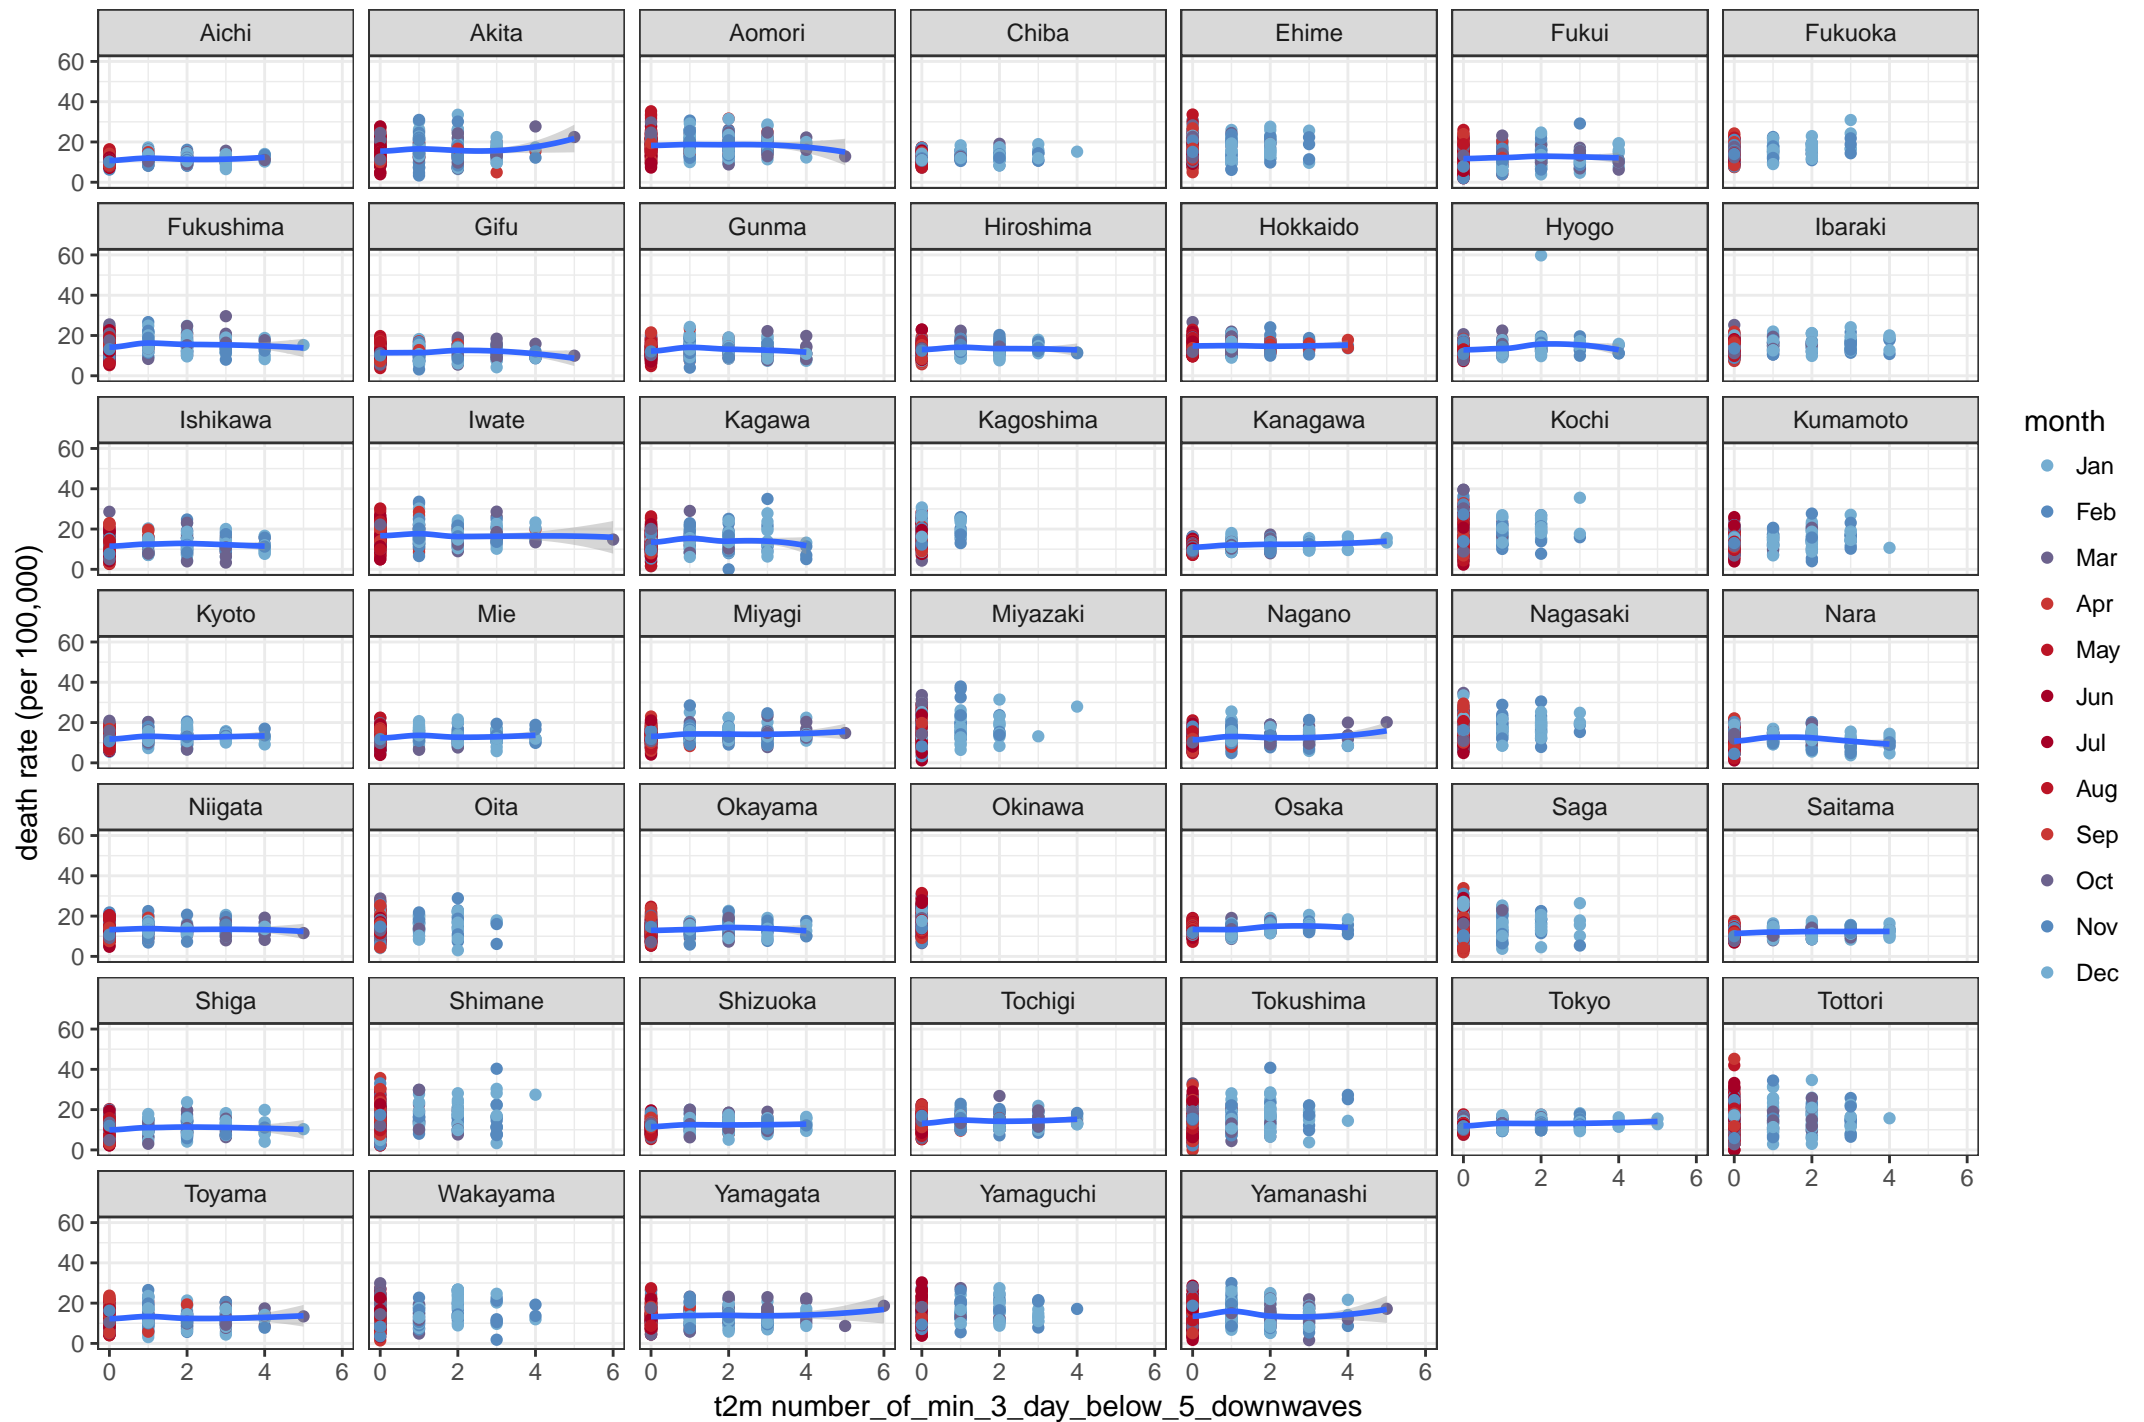 Aichi Akita Aomori Chiba Ehime Fukui Fukuoka
60
40
20
0
Fukushima Gifu Gunma Hiroshima Hokkaido Hyogo Ibaraki
60
40
20
0
Ishikawa Iwate Kagawa Kagoshima Kanagawa Kochi Kumamoto
60
40
20
0
Kyoto Mie Miyagi Miyazaki Nagano Nagasaki Nara
60
40
20
0
Niigata Oita Okayama Okinawa Osaka Saga Saitama
60
40
20
0
Shiga Shimane Shizuoka Tochigi Tokushima Tokyo Tottori
60
40
20
0
0 2 4 6 0 2 4 6
Toyama Wakayama Yamagata Yamaguchi Yamanashi
60
40
20
0
0 2 4 6 0 2 4 6 0 2 4 6 0 2 4 6 0 2 4 6
t2m number_of_min_3_day_below_5_downwaves
death rate (per 100,000)
month
Jan
Feb
Mar
Apr
May
Jun
Jul
Aug
Sep
Oct
Nov
Dec